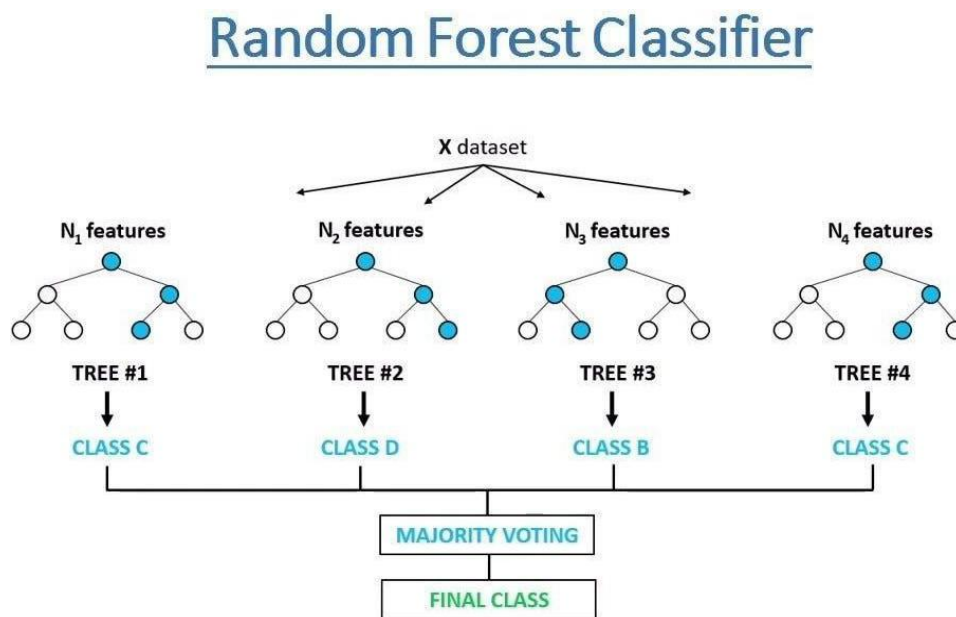 Random Forest Classifier
X dataset
N₁ features N₂ features N₃ features N₄ features
TREE #1 TREE #2 TREE #3 TREE #4
CLASS C CLASS D CLASS B CLASS C
MAJORITY VOTING
FINAL CLASS